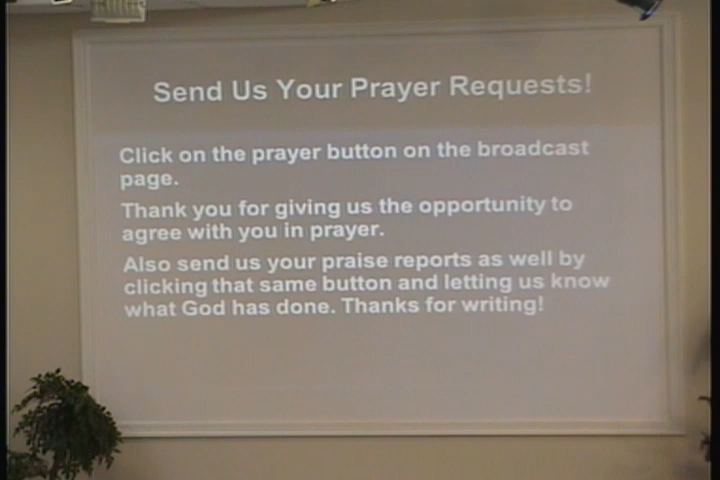 Send Us Your Prayer Requests!
Click on the prayer button on the broadcast
page.
Thank you for giving us the opportunity to
agree with you in prayer.
Also send us your praise reports as well by
clicking that same button and letting us know
what God has done. Thanks for writing!